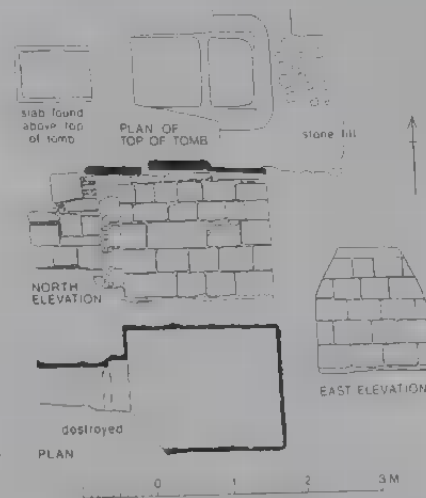 slab found
above top
of tomb
PLAN OF
TOP OF TOMB
stone fill
NORTH
ELEVATION
EAST ELEVATION
destroyed
PLAN
0 1 2 3 M